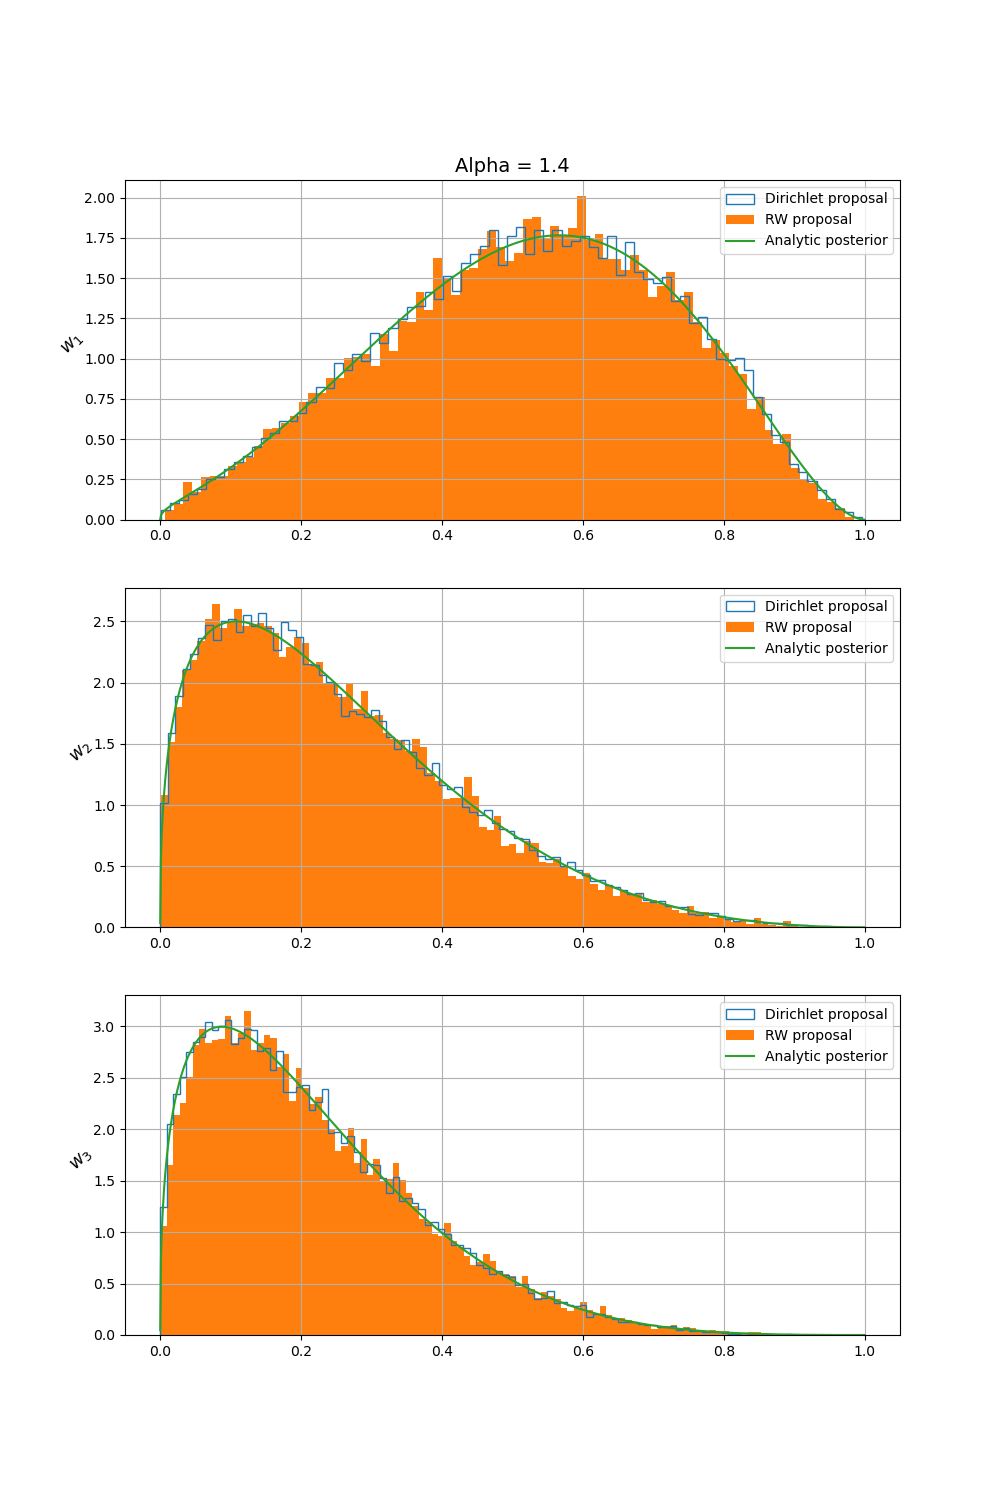 Alpha = 1.4
2.00
1.75
1.50
1.25
1.00
0.75
0.50
0.25
0.00
w1
Dirichlet proposal
RW proposal
Analytic posterior
0.0 0.2 0.4 0.6 0.8 1.0
2.5
2.0
1.5
1.0
0.5
0.0
w2
Dirichlet proposal
RW proposal
Analytic posterior
0.0 0.2 0.4 0.6 0.8 1.0
3.0
2.5
2.0
1.5
1.0
0.5
0.0
w3
Dirichlet proposal
RW proposal
Analytic posterior
0.0 0.2 0.4 0.6 0.8 1.0